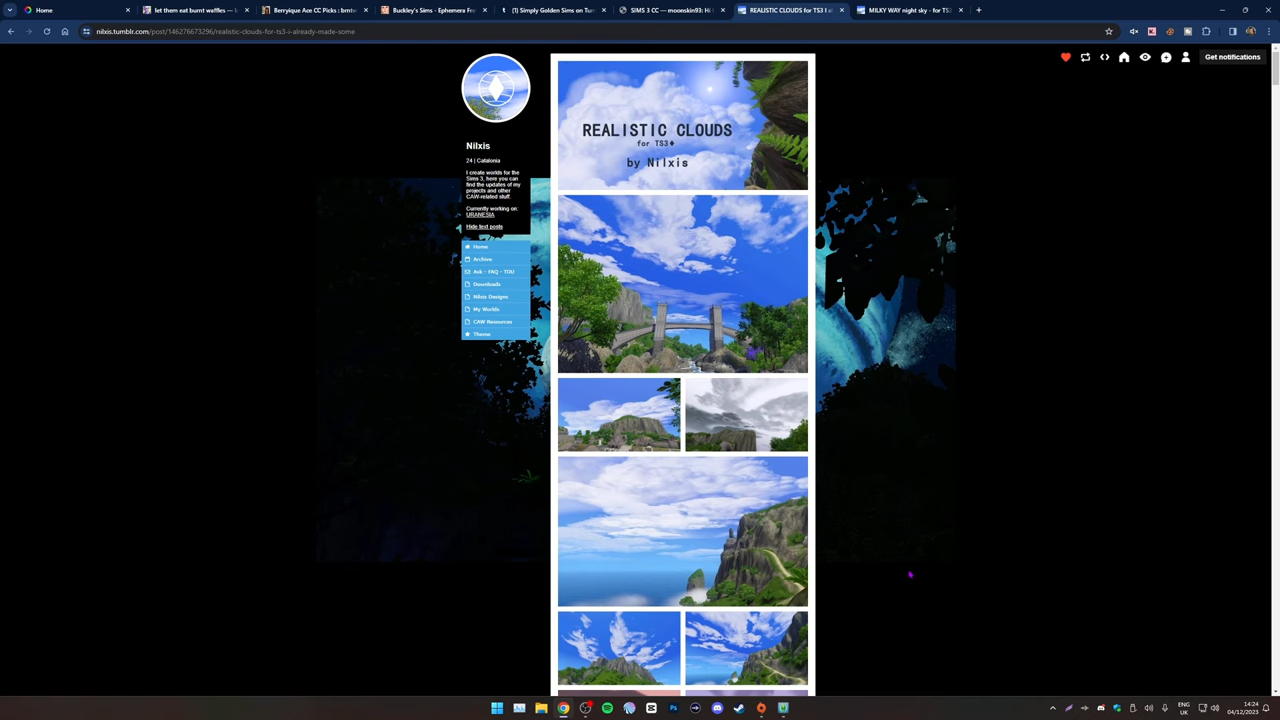 Home
let them eat burnt waffles — l
Berryique Ace CC Picks : bmtw
Buckley's Sims - Ephemera Fre
(1) Simply Golden Sims on Tum
SIMS 3 CC — moonskin93: Hi!
REALISTIC CLOUDS for TS3 I al
MILKY WAY night sky - for TS3
nilxis.tumblr.com/post/146276673296/realistic-clouds-for-ts3-i-already-made-some
Get notifications
REALISTIC CLOUDS
for TS3
by Nilxis
Nilxis
24 | Catalonia
I create worlds for the
Sims 3, here you can
find the updates of my
projects and other
CAW-related stuff.
Currently working on:
URANESIA
Hide text posts
Home
Archive
Ask - FAQ - TOU
Downloads
Nilxis Designs
My Worlds
CAW Resources
Theme
ENG
UK
14:24
04/12/2023